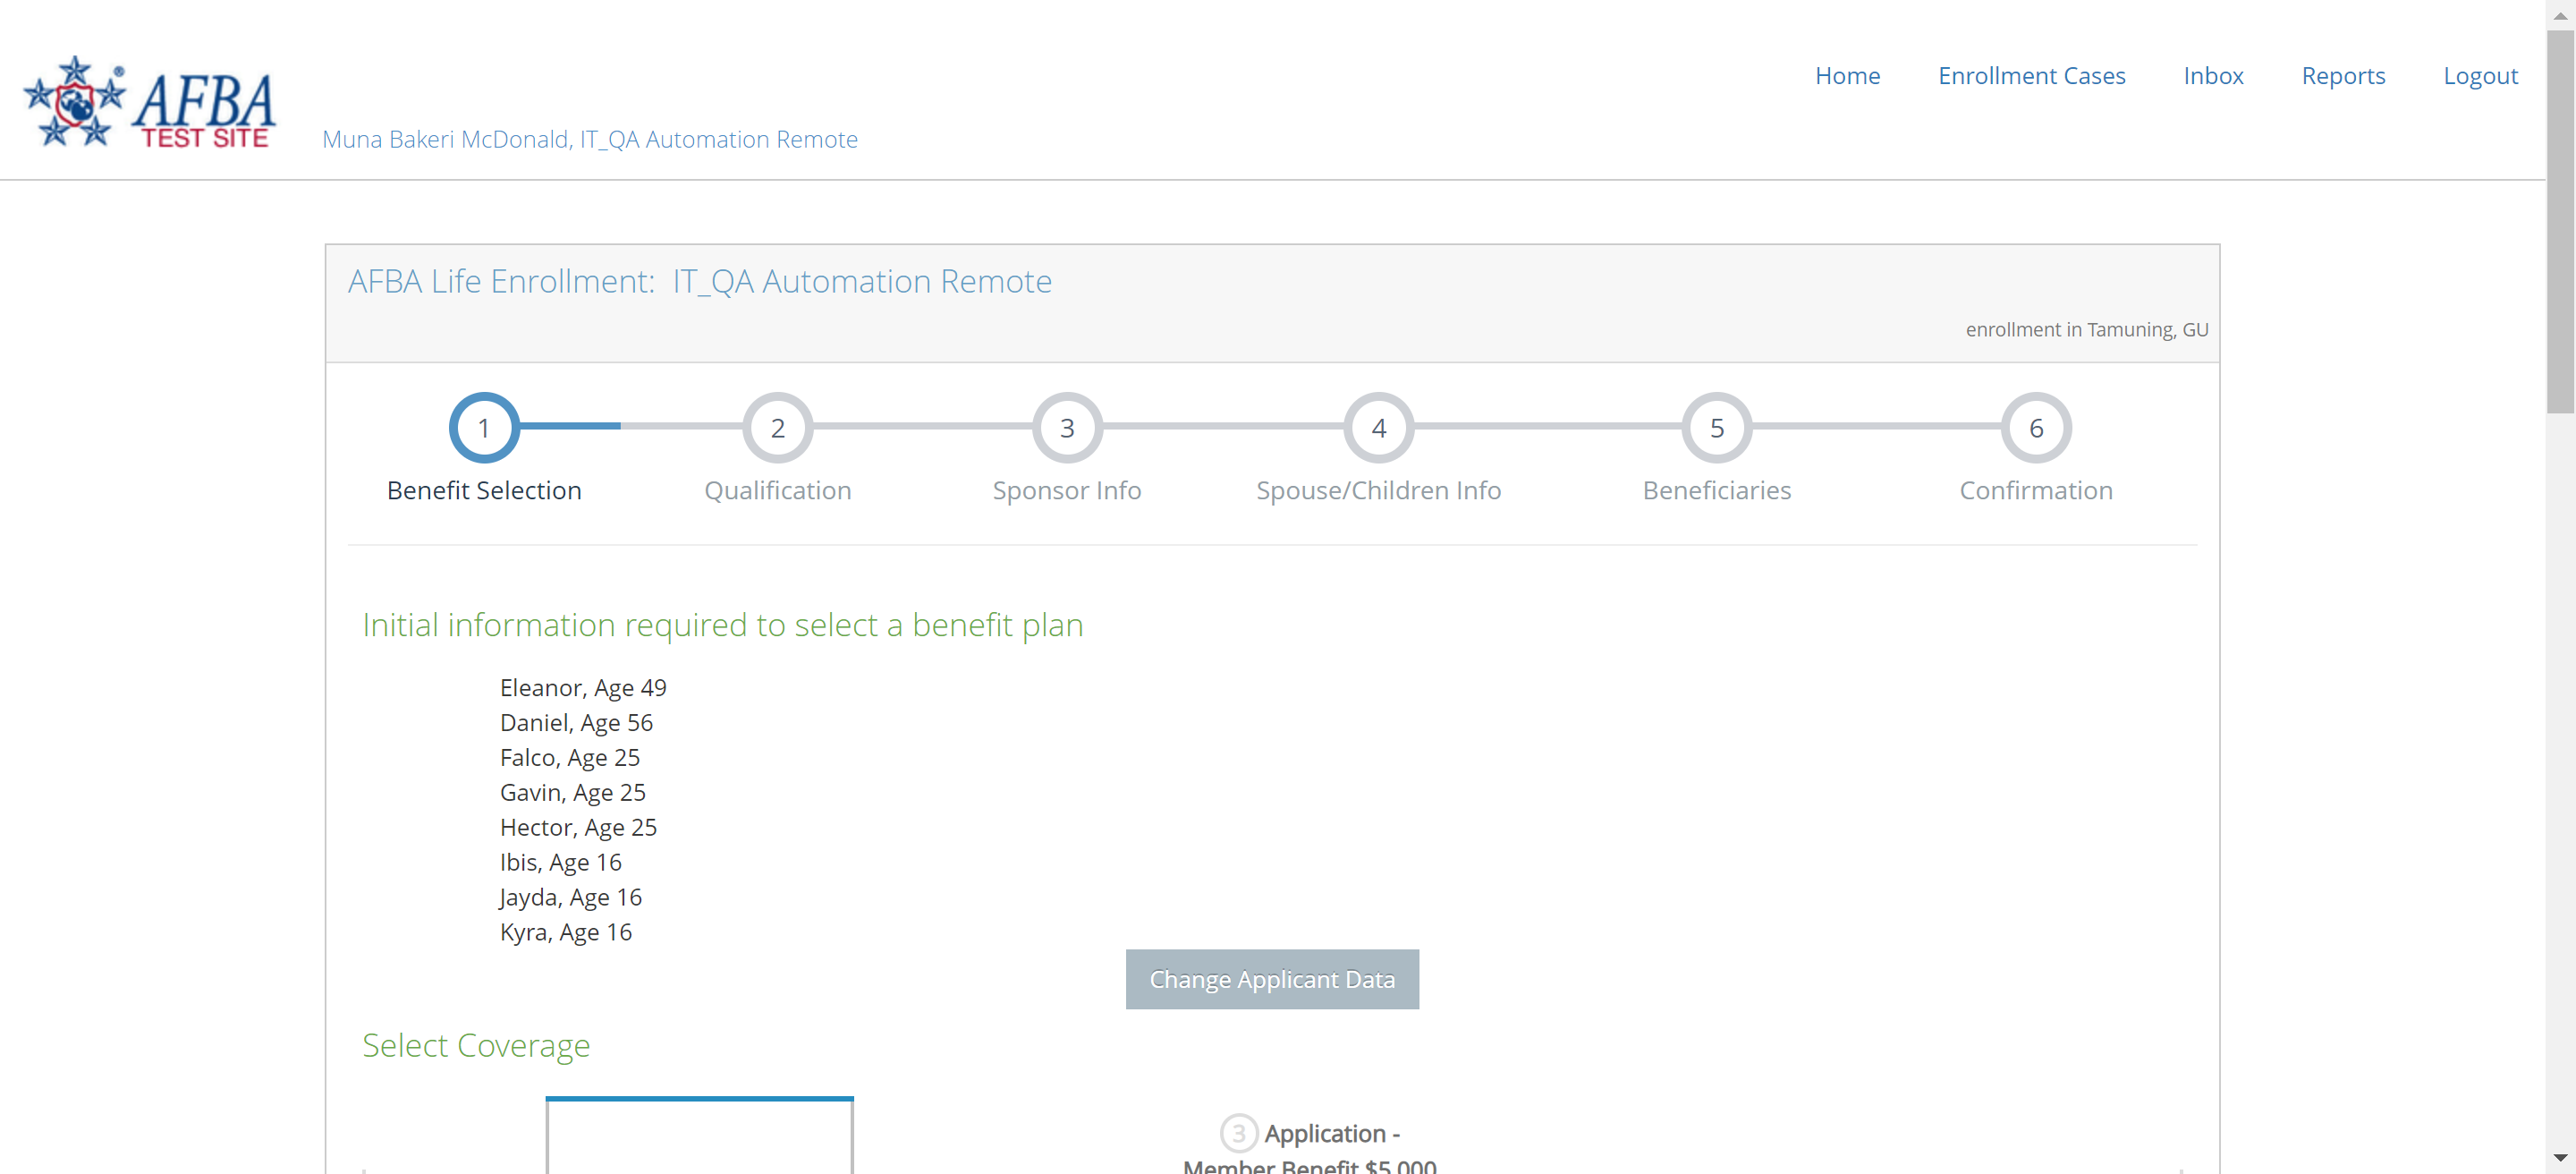 AFBA
TEST SITE
Muna Bakeri McDonald, IT_QA Automation Remote
Home Enrollment Cases Inbox Reports Logout
AFBA Life Enrollment: IT_QA Automation Remote
enrollment in Tamuning, GU
1 2 3 4 5 6
Benefit Selection Qualification Sponsor Info Spouse/Children Info Beneficiaries Confirmation
Initial information required to select a benefit plan
Eleanor, Age 49
Daniel, Age 56
Falco, Age 25
Gavin, Age 25
Hector, Age 25
Ibis, Age 16
Jayda, Age 16
Kyra, Age 16
Change Applicant Data
Select Coverage
3 Application -
Member Benefit $5,000